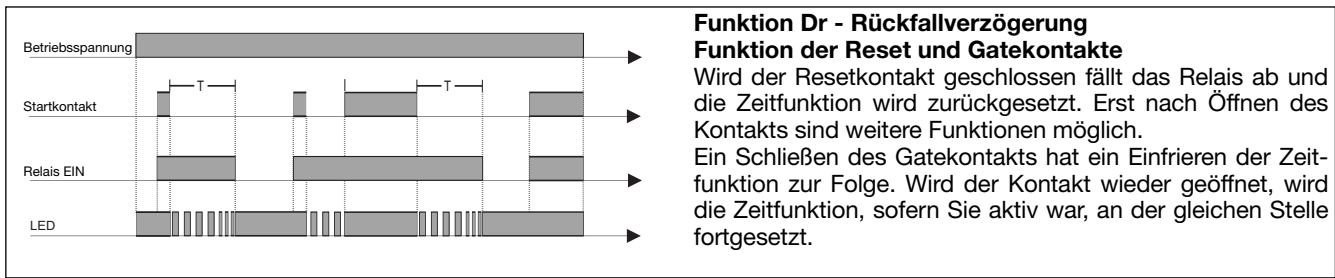 Betriebsspannung
Startkontakt
T
T
Relais EIN
LED
Funktion Dr - Rückfallverzögerung
Funktion der Reset und Gatekontakte
Wird der Resetkontakt geschlossen fällt das Relais ab und
die Zeitfunktion wird zurückgesetzt. Erst nach Öffnen des
Kontakts sind weitere Funktionen möglich.
Ein Schließen des Gatekontakts hat ein Einfrieren der Zeit-
funktion zur Folge. Wird der Kontakt wieder geöffnet, wird
die Zeitfunktion, sofern Sie aktiv war, an der gleichen Stelle
fortgesetzt.